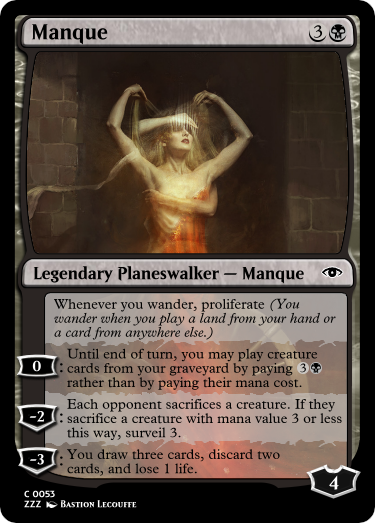 Manque 3
Legendary Planeswalker — Manque
Whenever you wander, proliferate (You
wander when you play a land from your hand or
a card from anywhere else.)
0: Until end of turn, you may play creature
cards from your graveyard by paying 3
rather than by paying their mana cost.
-2: Each opponent sacrifices a creature. If they
sacrifice a creature with mana value 3 or less
this way, surveil 3.
-3: You draw three cards, discard two
cards, and lose 1 life.
4
C 0053
ZZZ Bastion Lecouffe